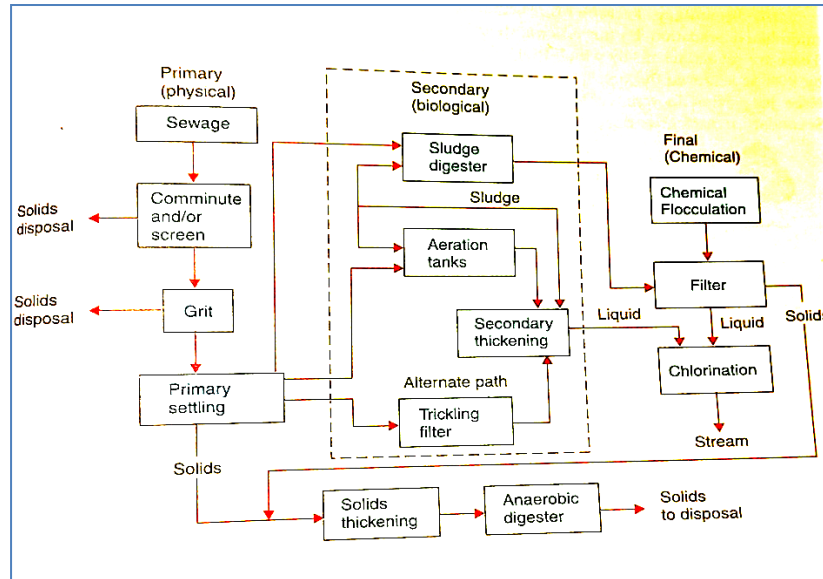 Primary
(physical)
Sewage
Solids
disposal
Comminute
and/or
screen
Solids
disposal
Grit
Primary
settling
Solids
Secondary
(biological)
Sludge
digester
Sludge
Aeration
tanks
Secondary
thickening
Alternate path
Trickling
filter
Liquid
Final
(Chemical)
Chemical
Flocculation
Filter
Liquid
Solids
Chlorination
Stream
Solids
thickening
Anaerobic
digester
Solids
to disposal